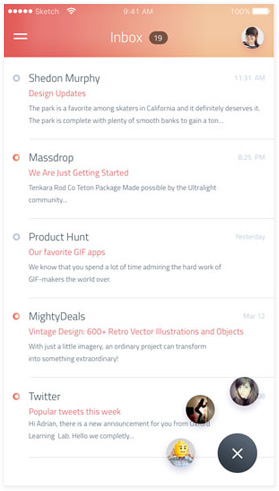 Sketch 9:41 AM 100%
Inbox 19
Shedon Murphy 11:31 AM
Design Updates
The park is a favorite among skaters in California and it definitely deserves it.
The park is complete with plenty of smooth banks to gain a ton...
Massdrop 8:25 PM
We Are Just Getting Started
Tenkara Rod Co Teton Package Made possible by the Ultralight
community...
Product Hunt Yesterday
Our favorite GIF apps
We know that you spend a lot of time admiring the hard work of
GIF-makers the world over.
MightyDeals Mar 12
Vintage Design: 600+ Retro Vector Illustrations and Objects
With just a little imagery, an ordinary project can transform
into something extraordinary!
Twitter
Popular tweets this week
Hi Adrian, there is a new announcement for you from Oxford
Learning Lab. Hello we completly...